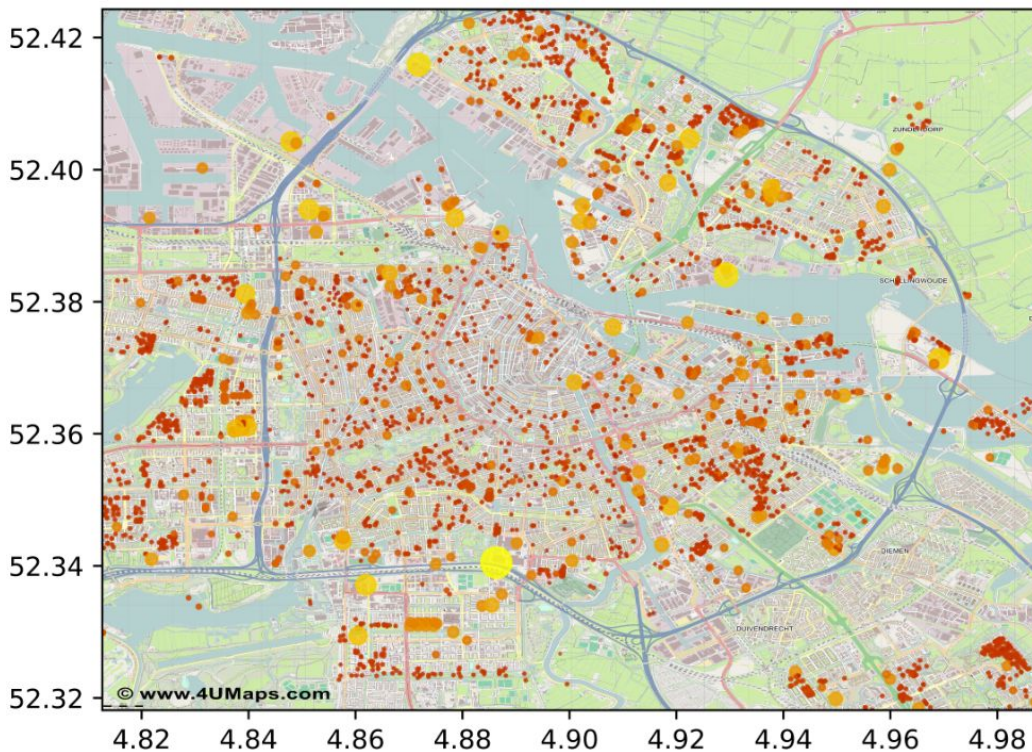 52.42
52.40
ZUNDERDORP
52.38
SCHELLINGWOUDE
52.36
52.34
DIEMEN
DUIVENDRECHT
© www.4UMaps.com
52.32
4.82 4.84 4.86 4.88 4.90 4.92 4.94 4.96 4.98